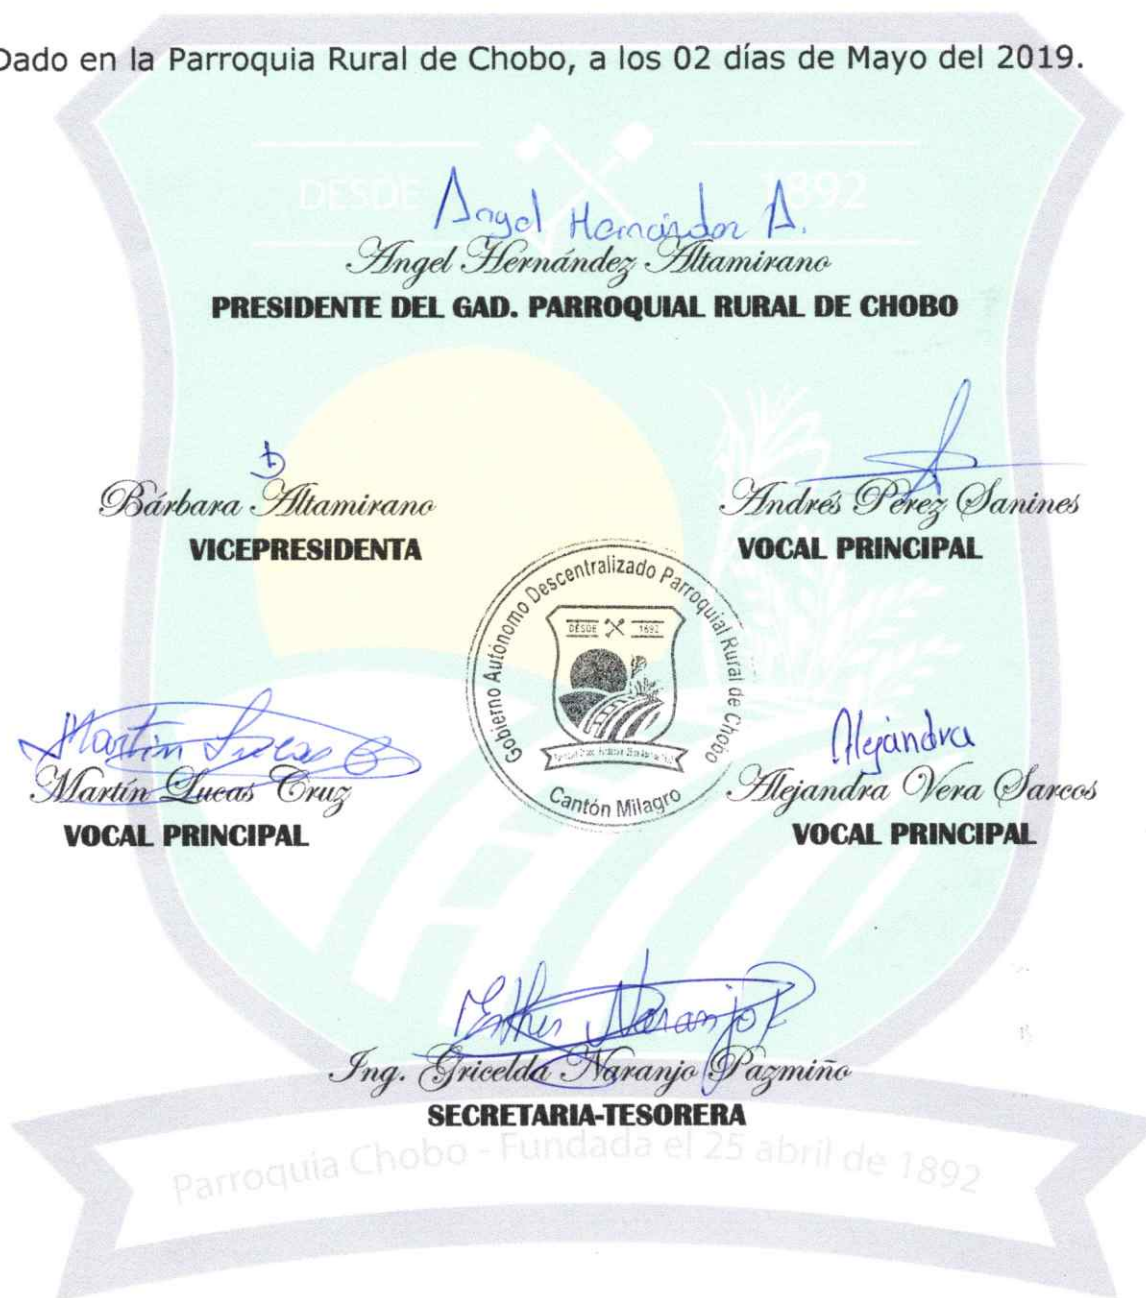 Dado en la Parroquia Rural de Chobo, a los 02 días de Mayo del 2019.
DESDE 1892
Angel Hernández A.
Angel Hernández Altamirano
PRESIDENTE DEL GAD. PARROQUIAL RURAL DE CHOBO
Bárbara Altamirano
VICEPRESIDENTA
Andrés Pérez Sanines
VOCAL PRINCIPAL
Gobierno Autónomo Descentralizado Parroquial Rural de Chobo
DESDE 1892
Cantón Milagro
Martin Lucas C
Martín Lucas Cruz
VOCAL PRINCIPAL
Alejandra
Alejandra Vera Sarcos
VOCAL PRINCIPAL
Esther Naranjo P
Ing. Gricelda Naranjo Pazmiño
SECRETARIA-TESORERA
Parroquia Chobo - Fundada el 25 abril de 1892